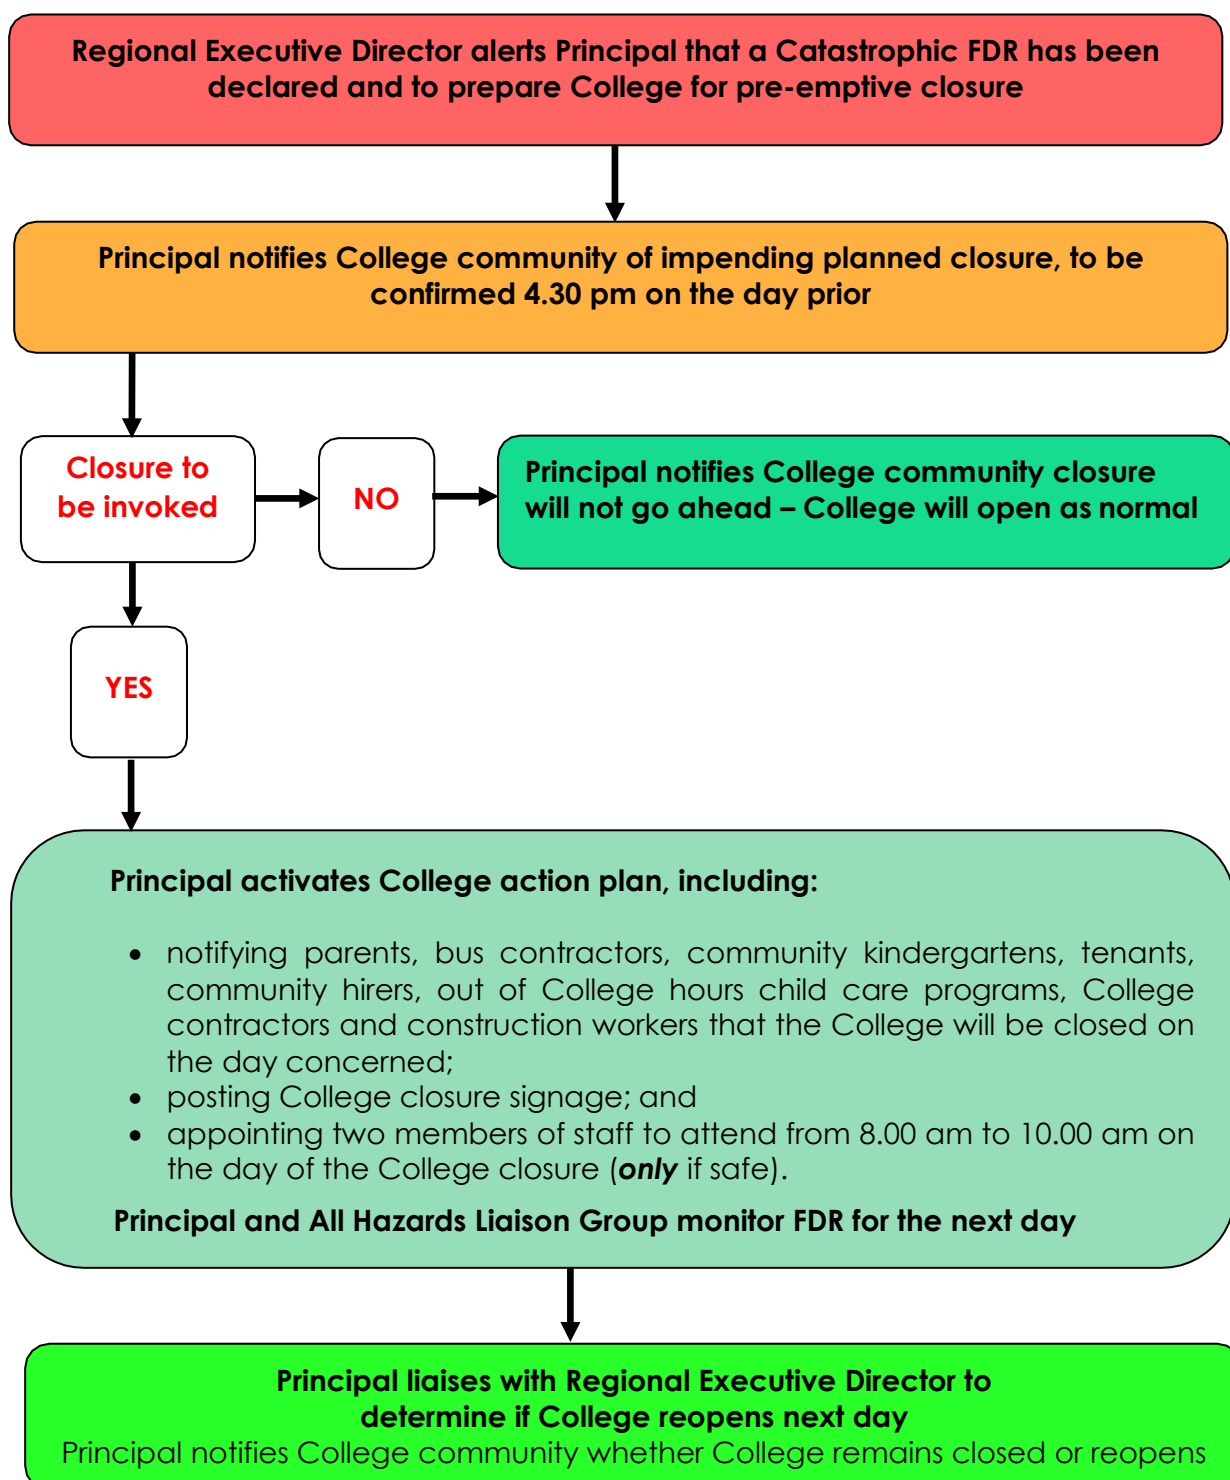 Regional Executive Director alerts Principal that a Catastrophic FDR has been
declared and to prepare College for pre-emptive closure
Principal notifies College community of impending planned closure, to be
confirmed 4.30 pm on the day prior
Closure to
be invoked
NO
Principal notifies College community closure
will not go ahead – College will open as normal
YES
Principal activates College action plan, including:
• notifying parents, bus contractors, community kindergartens, tenants,
community hirers, out of College hours child care programs, College
contractors and construction workers that the College will be closed on
the day concerned;
• posting College closure signage; and
• appointing two members of staff to attend from 8.00 am to 10.00 am on
the day of the College closure (only if safe).
Principal and All Hazards Liaison Group monitor FDR for the next day
Principal liaises with Regional Executive Director to
determine if College reopens next day
Principal notifies College community whether College remains closed or reopens